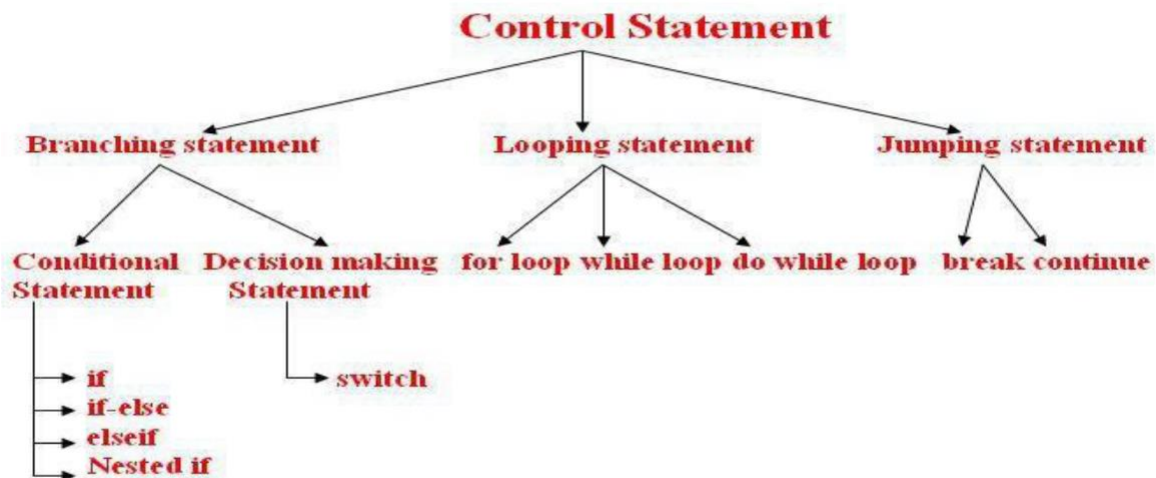 Control Statement
Branching statement
Looping statement
Jumping statement
Conditional
Statement
Decision making
Statement
for loop while loop do while loop
break continue
if
if-else
elseif
Nested if
switch